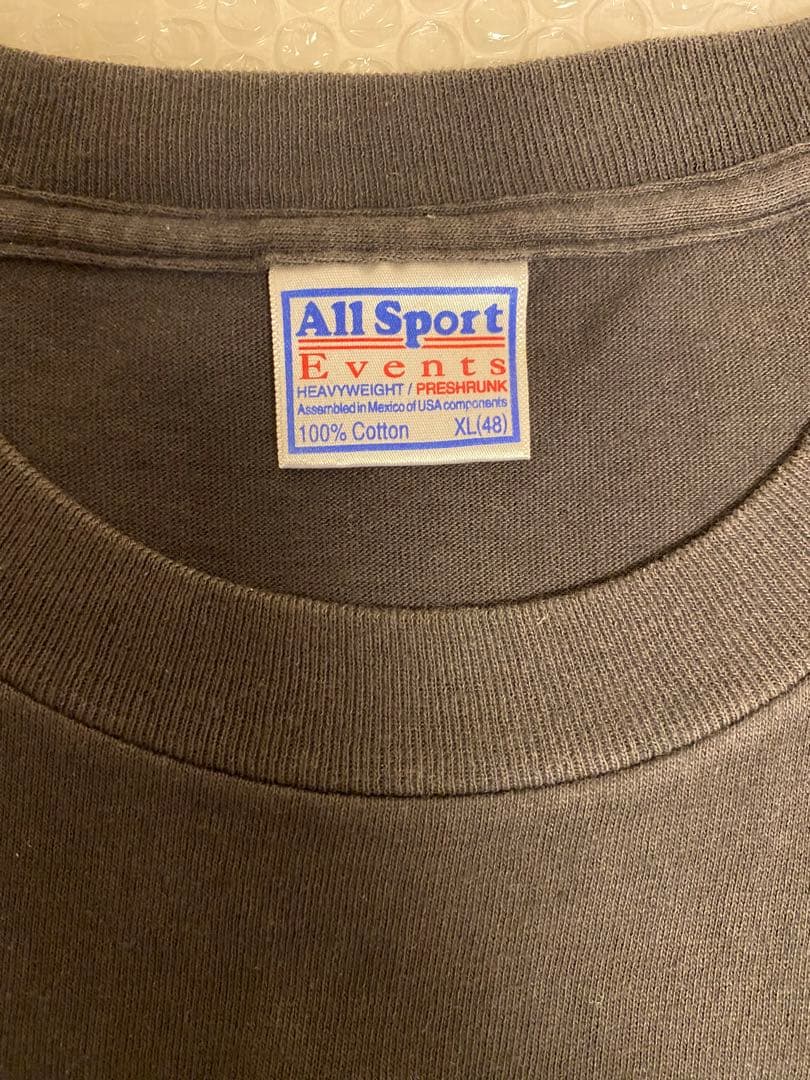 All Sport
Events
HEAVYWEIGHT / PRESHRUNK
Assembled in Mexico of USA components
100% Cotton XL(48)